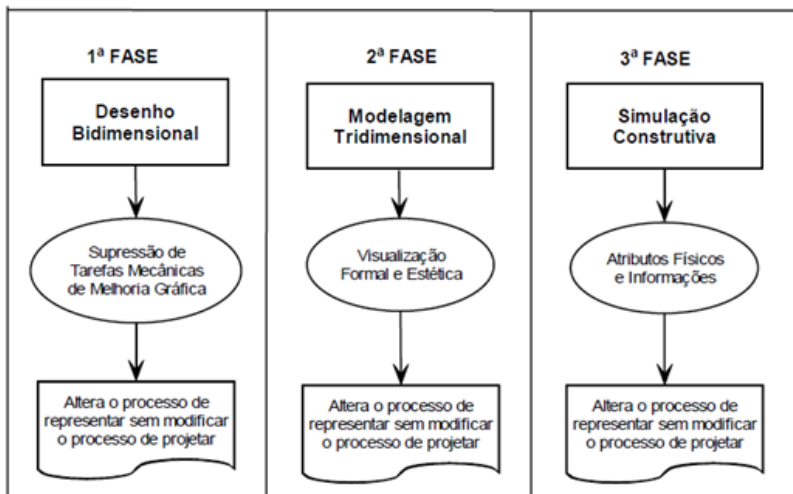 1ª FASE
Desenho
Bidimensional
Supressão de
Tarefas Mecânicas
de Melhoria Gráfica
Altera o processo de
representar sem modificar
o processo de projetar
2ª FASE
Modelagem
Tridimensional
Visualização
Formal e Estética
Altera o processo de
representar sem modificar
o processo de projetar
3ª FASE
Simulação
Construtiva
Atributos Físicos
e Informações
Altera o processo de
representar sem modificar
o processo de projetar